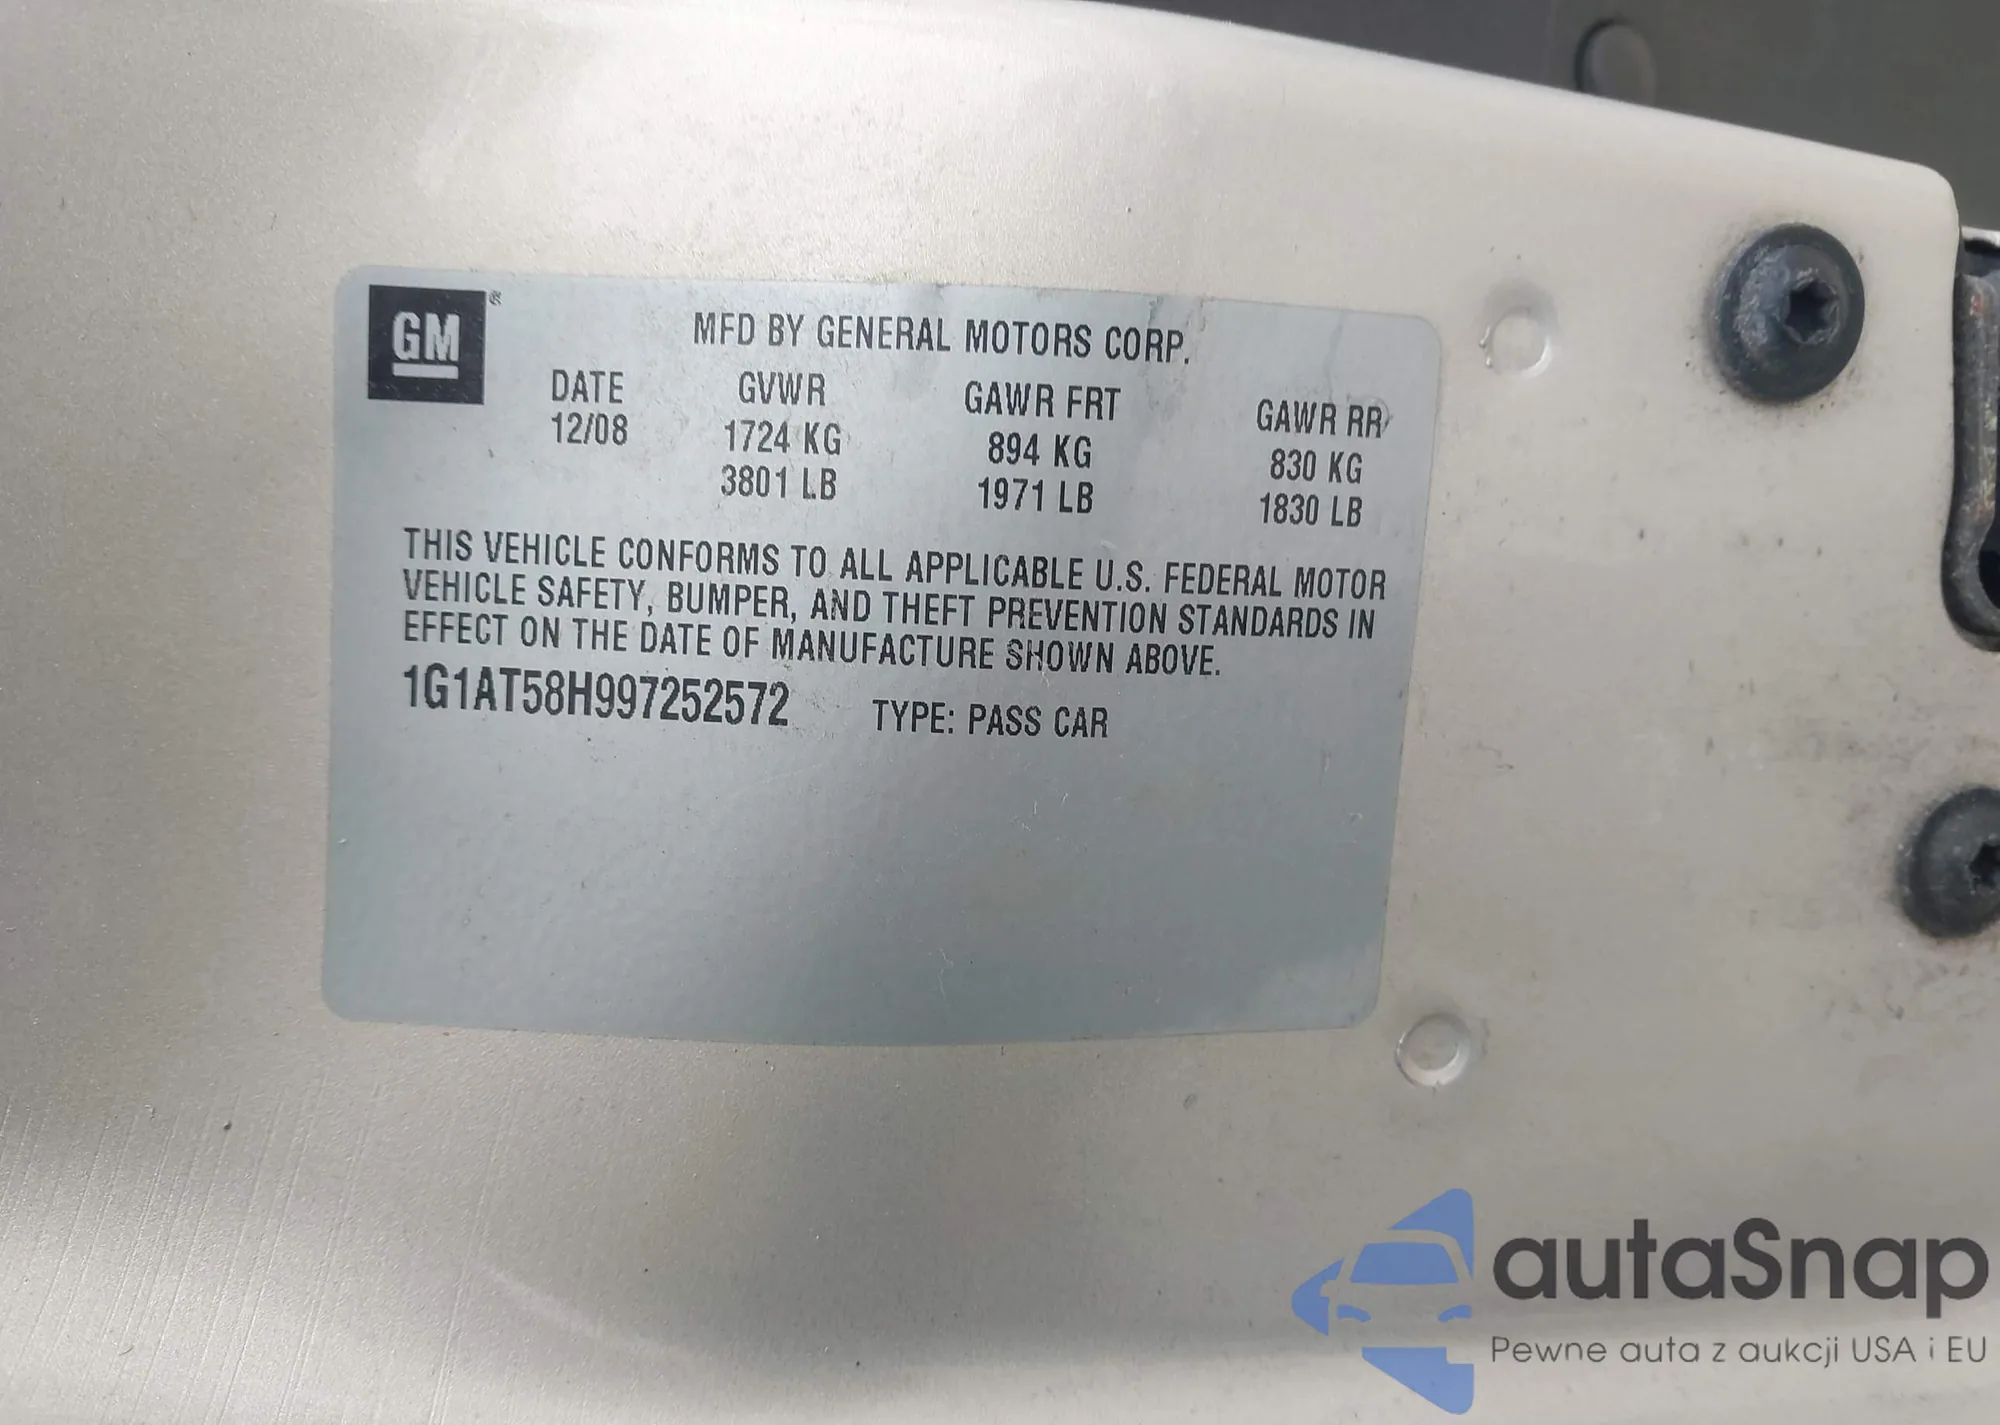 GM
MFD BY GENERAL MOTORS CORP.
DATE GVWR GAWR FRT GAWR RR
12/08 1724 KG 894 KG 830 KG
3801 LB 1971 LB 1830 LB
THIS VEHICLE CONFORMS TO ALL APPLICABLE U.S. FEDERAL MOTOR
VEHICLE SAFETY, BUMPER, AND THEFT PREVENTION STANDARDS IN
EFFECT ON THE DATE OF MANUFACTURE SHOWN ABOVE.
1G1AT58H997252572 TYPE: PASS CAR
autaSnap
Pewne auta z aukcji USA i EU